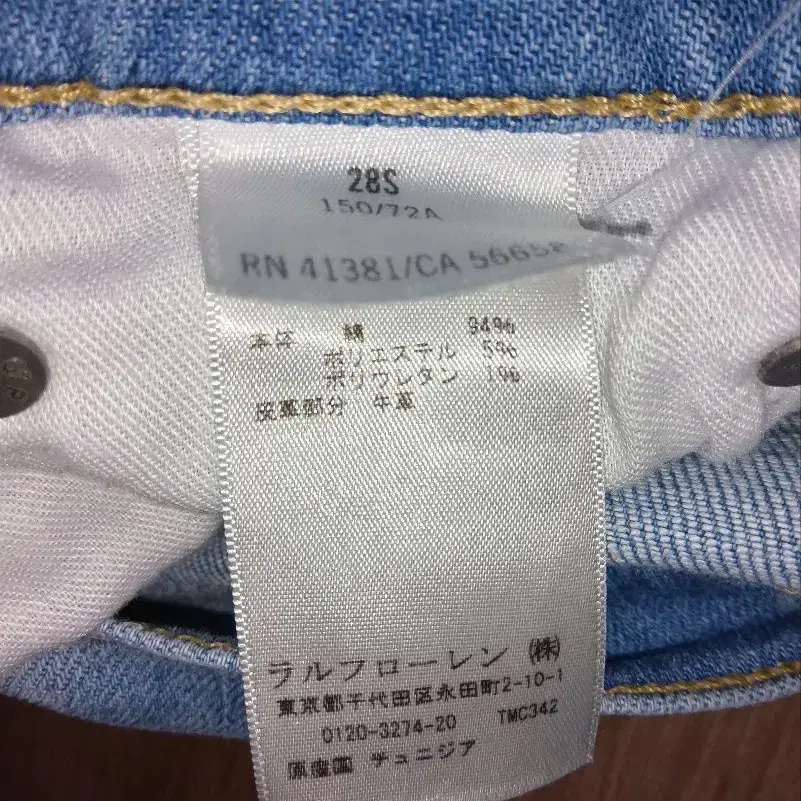 28S
150/72A
RN 41381/CA 56658
本体 綿 94%
ポリエステル 5%
ポリウレタン 1%
皮革部分 牛革
ラルフローレン ㈱
東京都千代田区永田町2-10-1
0120-3274-20 TMC342
原産国 チュニジア